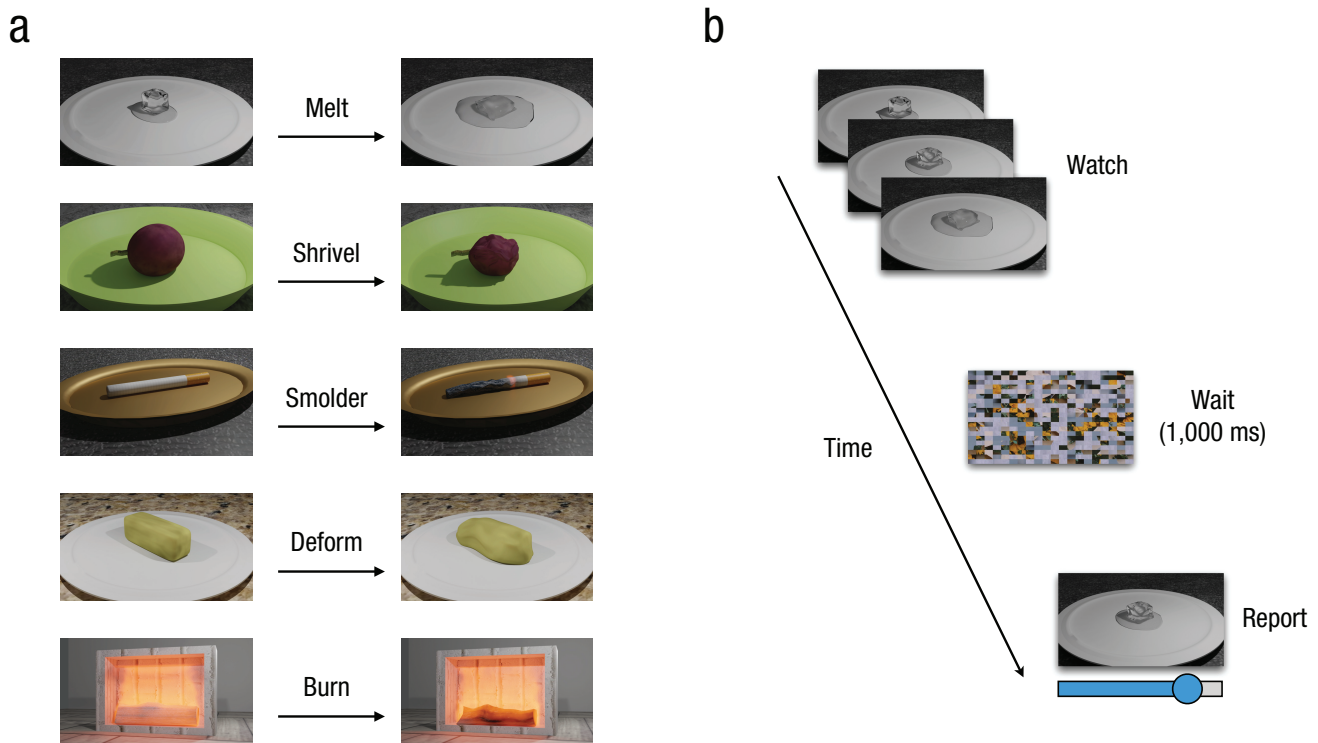 a
Melt
Shrivel
Smolder
Deform
Burn
b
Watch
Wait
(1,000 ms)
Time
Report